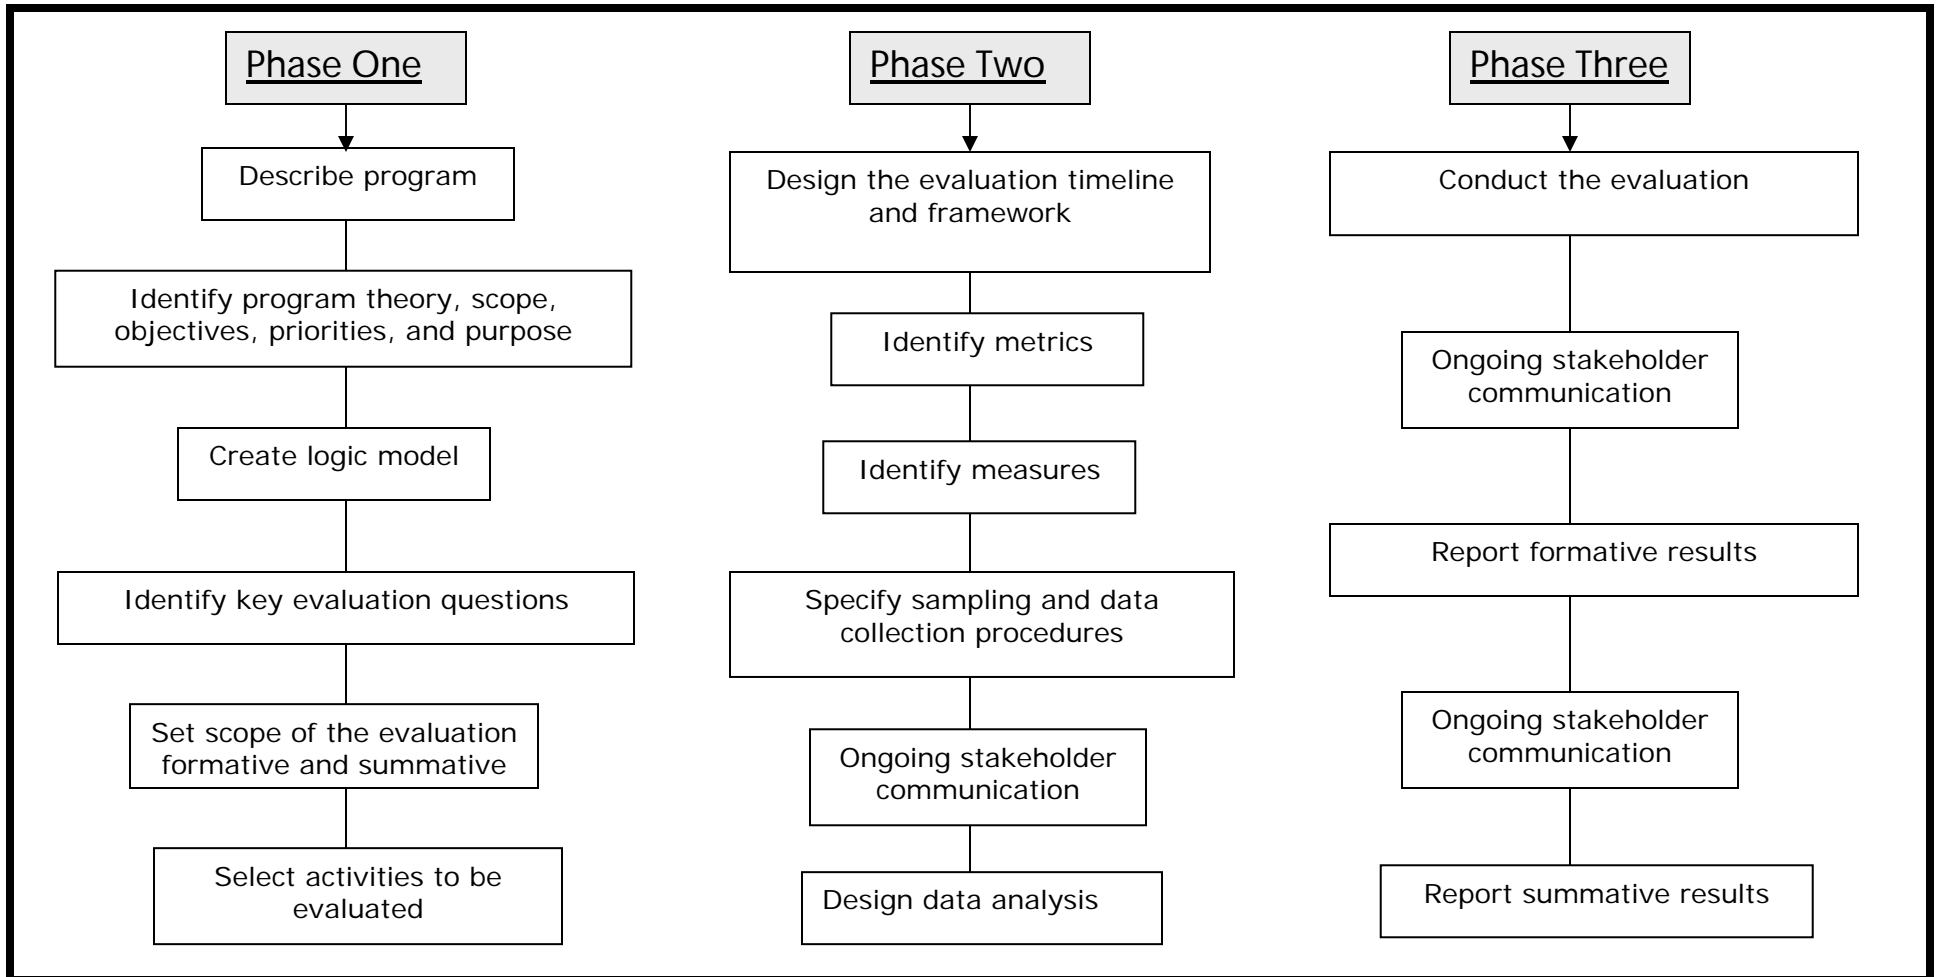 Phase One
Describe program
Identify program theory, scope,
objectives, priorities, and purpose
Create logic model
Identify key evaluation questions
Set scope of the evaluation
formative and summative
Select activities to be
evaluated
Phase Two
Design the evaluation timeline
and framework
Identify metrics
Identify measures
Specify sampling and data
collection procedures
Ongoing stakeholder
communication
Design data analysis
Phase Three
Conduct the evaluation
Ongoing stakeholder
communication
Report formative results
Ongoing stakeholder
communication
Report summative results